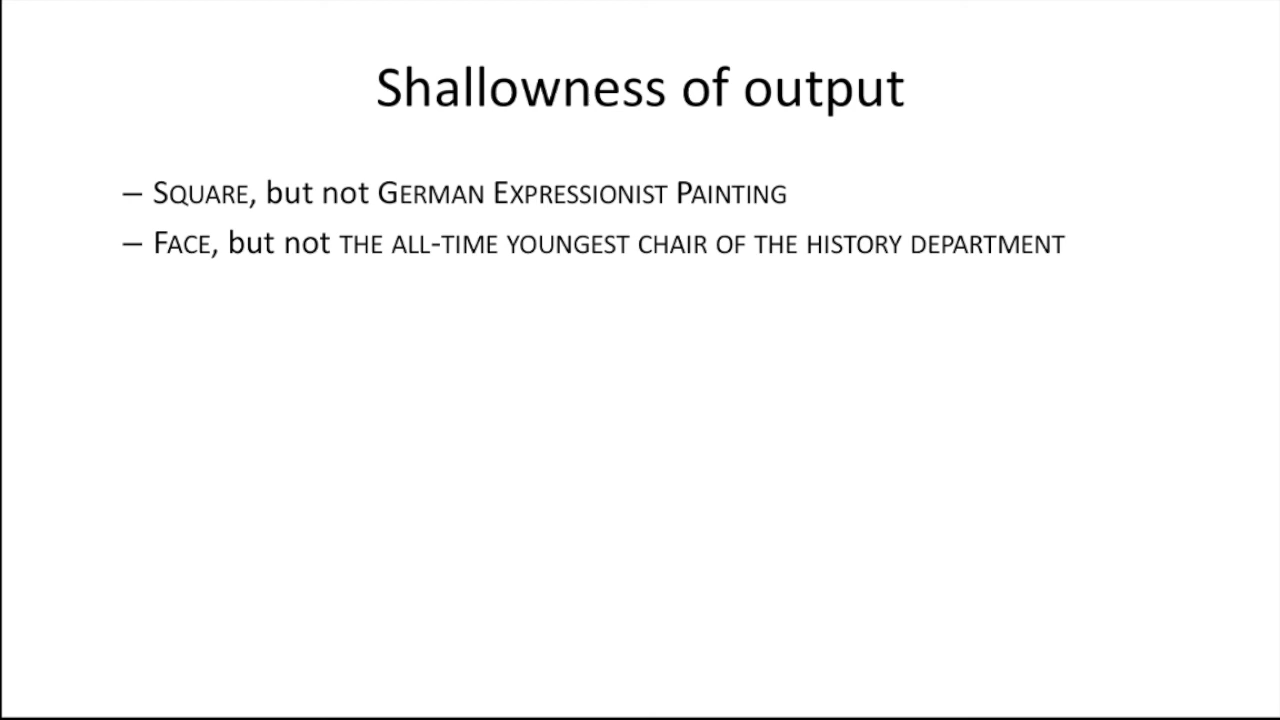 Shallowness of output
– SQUARE, but not GERMAN EXPRESSIONIST PAINTING
– FACE, but not THE ALL-TIME YOUNGEST CHAIR OF THE HISTORY DEPARTMENT